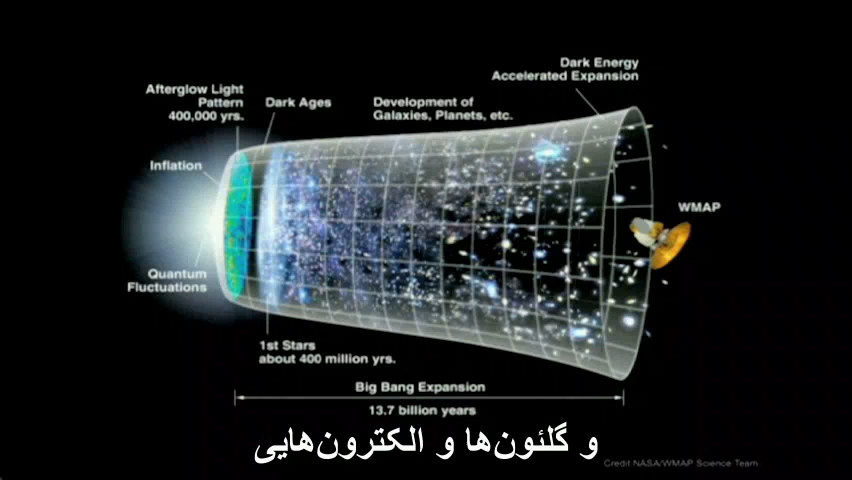 Dark Energy
Accelerated Expansion
Afterglow Light
Pattern
400,000 yrs.
Dark Ages
Development of
Galaxies, Planets, etc.
Inflation
WMAP
Quantum
Fluctuations
1st Stars
about 400 million yrs.
Big Bang Expansion
13.7 billion years
و گلئون‌ها و الکترون‌هایی
Credit NASA/WMAP Science Team